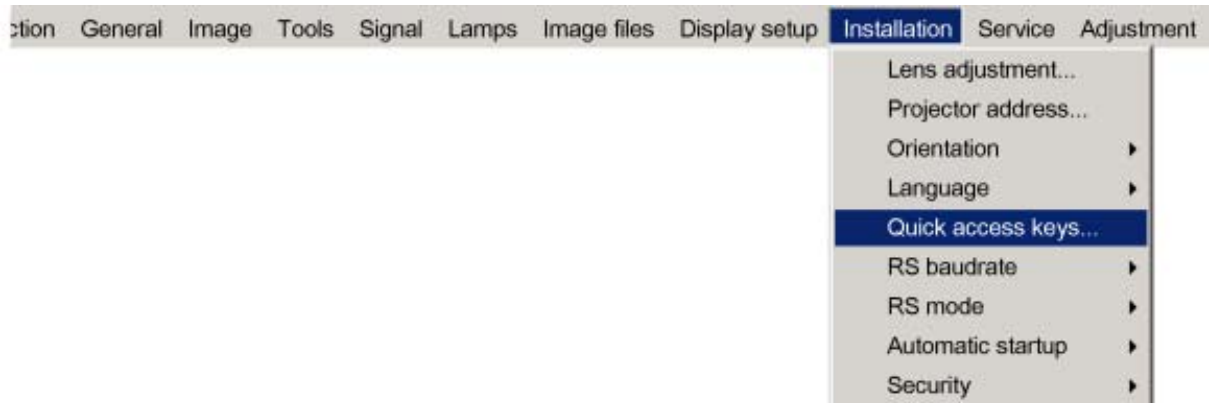 ction General Image Tools Signal Lamps Image files Display setup Installation Service Adjustment
Lens adjustment...
Projector address...
Orientation
Language
Quick access keys...
RS baudrate
RS mode
Automatic startup
Security